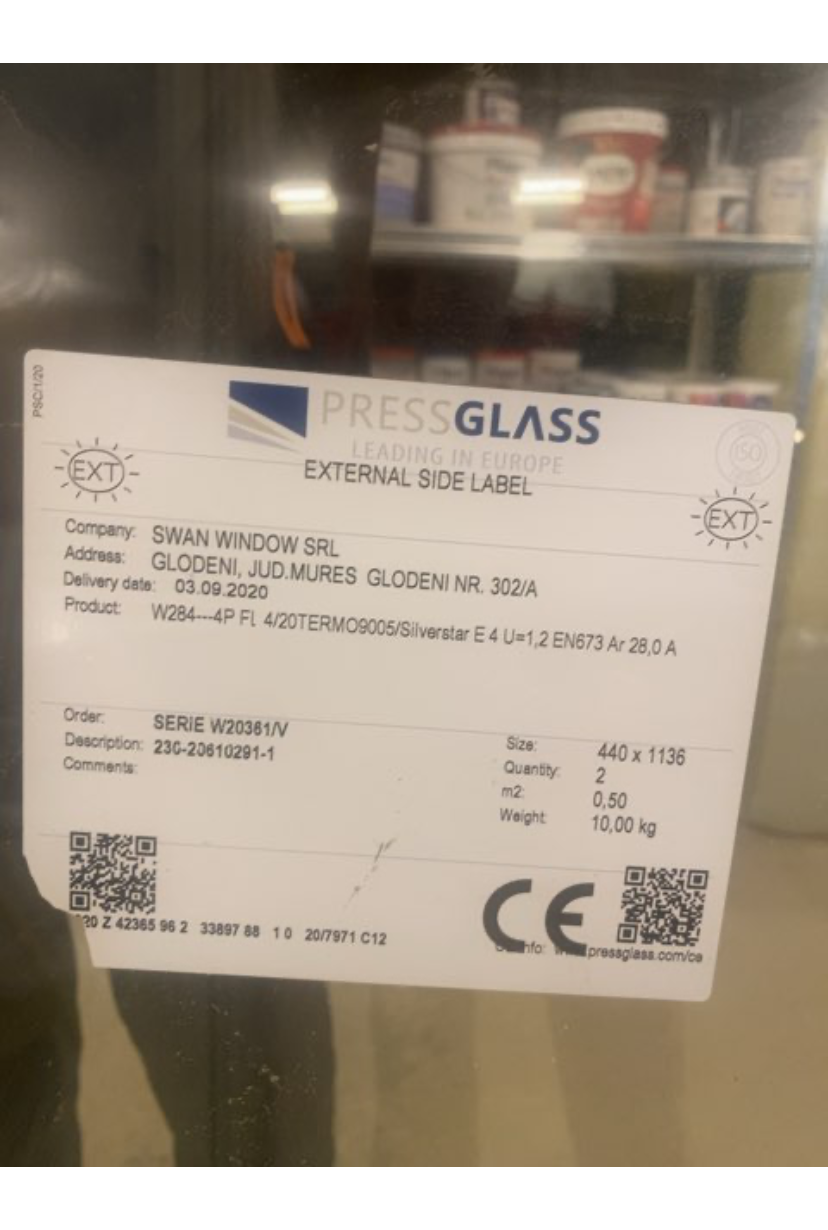 PSC/1/20
PRESSGLASS
LEADING IN EUROPE
ISO
EXT
EXTERNAL SIDE LABEL
EXT
Company: SWAN WINDOW SRL
Address: GLODENI, JUD.MURES GLODENI NR. 302/A
Delivery date: 03.09.2020
Product: W284---4P FL 4/20TERMO9005/Silverstar E 4 U=1,2 EN673 Ar 28,0 A
Order: SERIE W20361/V
Description: 230-20610291-1
Comments:
Size: 440 x 1136
Quantity: 2
m2: 0,50
Weight: 10,00 kg
CE
20 Z 42365 96 2 33897 88 1 0 20/7971 C12
pressglass.com/ce